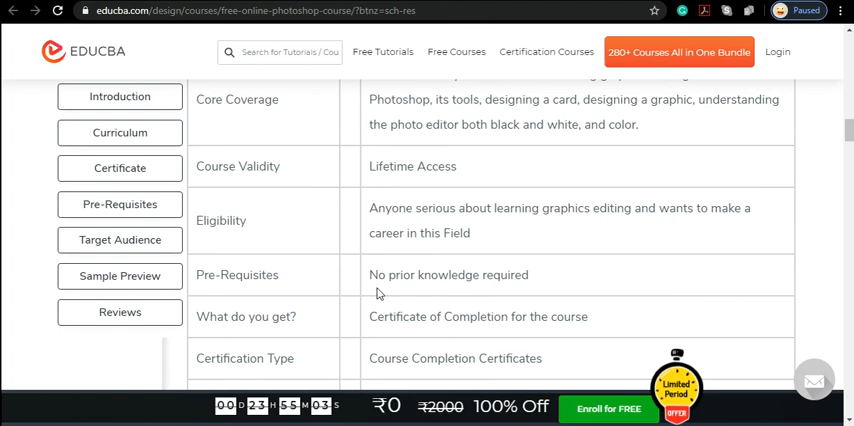 educba.com/design/courses/free-online-photoshop-course/?btnz=sch-res
Paused
EDUCBA
Search for Tutorials / Cou
Free Tutorials
Free Courses
Certification Courses
280+ Courses All in One Bundle
Login
Introduction
Curriculum
Certificate
Pre-Requisites
Target Audience
Sample Preview
Reviews
Core Coverage
Photoshop, its tools, designing a card, designing a graphic, understanding
the photo editor both black and white, and color.
Course Validity
Lifetime Access
Eligibility
Anyone serious about learning graphics editing and wants to make a
career in this Field
Pre-Requisites
No prior knowledge required
What do you get?
Certificate of Completion for the course
Certification Type
Course Completion Certificates
00 D 23 H 55 M 03 S
₹0 ₹2000 100% Off
Enroll for FREE
Limited
Period
OFFER